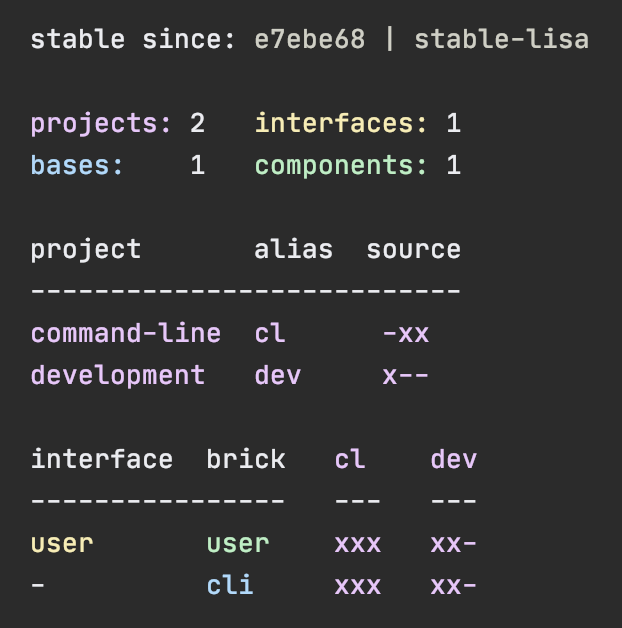 stable since: e7ebe68 | stable-lisa
projects: 2   interfaces: 1
bases:    1   components: 1
project       alias  source
---------------------------
command-line  cl      -xx
development   dev     x--
interface  brick   cl    dev
----------------   ---   ---
user       user    xxx   xx-
-          cli     xxx   xx-